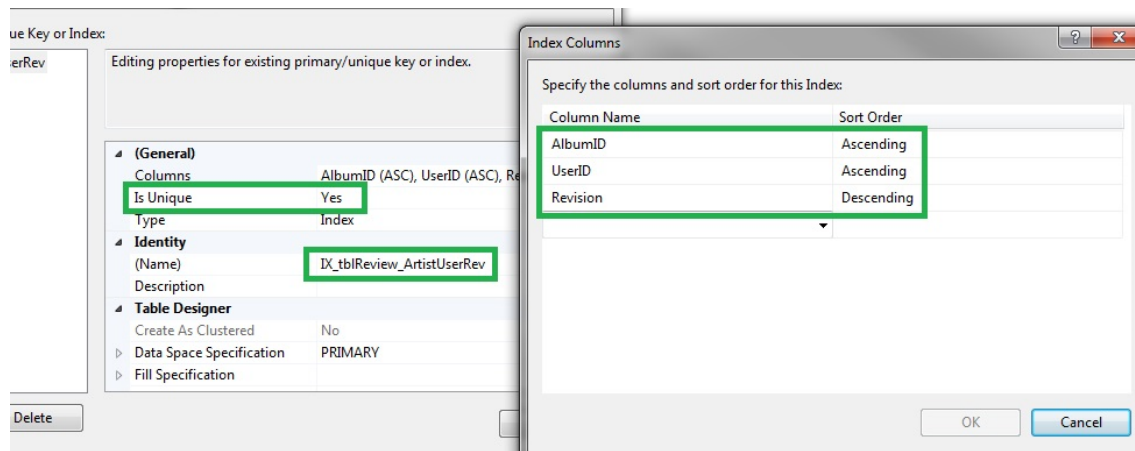 ue Key or Index:
erRev
Editing properties for existing primary/unique key or index.
(General)
Columns AlbumID (ASC), UserID (ASC), Re
Is Unique Yes
Type Index
Identity
(Name) IX_tblReview_ArtistUserRev
Description
Table Designer
Create As Clustered No
Data Space Specification PRIMARY
Fill Specification
Delete
Index Columns
Specify the columns and sort order for this Index:
Column Name Sort Order
AlbumID Ascending
UserID Ascending
Revision Descending
OK Cancel